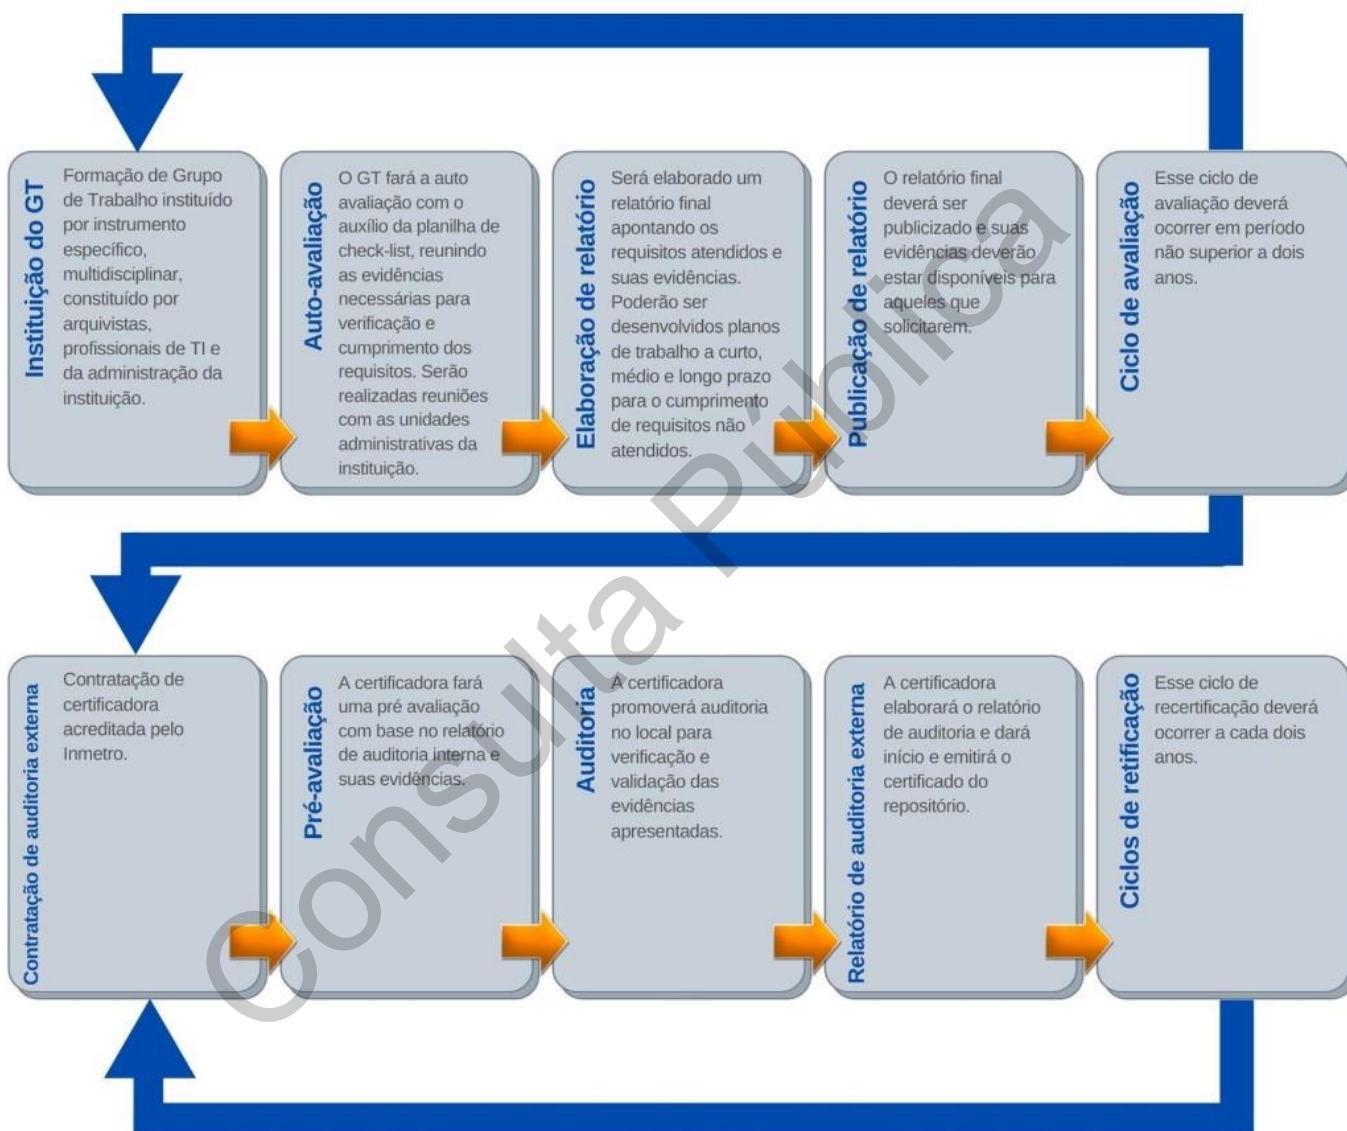 Instituição do GT
Formação de Grupo
de Trabalho instituído
por instrumento
específico,
multidisciplinar,
constituído por
arquivistas,
profissionais de TI e
da administração da
instituição.
Auto-avaliação
O GT fará a auto
avaliação com o
auxílio da planilha de
check-list, reunindo
as evidências
necessárias para
verificação e
cumprimento dos
requisitos. Serão
realizadas reuniões
com as unidades
administrativas da
instituição.
Elaboração de relatório
Será elaborado um
relatório final
apontando os
requisitos atendidos e
suas evidências.
Poderão ser
desenvolvidos planos
de trabalho a curto,
médio e longo prazo
para o cumprimento
de requisitos não
atendidos.
Publicação de relatório
O relatório final
deverá ser
publicizado e suas
evidências deverão
estar disponíveis para
aqueles que
solicitarem.
Ciclo de avaliação
Esse ciclo de
avaliação deverá
ocorrer em período
não superior a dois
anos.
Contratação de auditoria externa
Contratação de
certificadora
acreditada pelo
Inmetro.
Pré-avaliação
A certificadora fará
uma pré avaliação
com base no relatório
de auditoria interna e
suas evidências.
Auditoria
A certificadora
promoverá auditoria
no local para
verificação e
validação das
evidências
apresentadas.
Relatório de auditoria externa
A certificadora
elaborará o relatório
de auditoria e dará
início e emitirá o
certificado do
repositório.
Ciclos de retificação
Esse ciclo de
recertificação deverá
ocorrer a cada dois
anos.
Consulta Pública